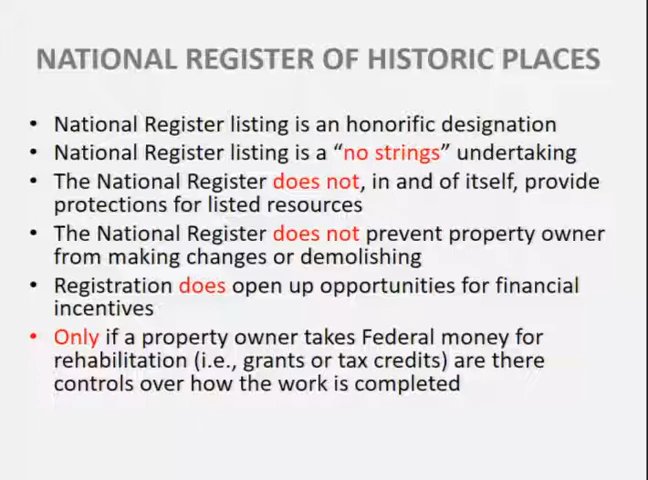 NATIONAL REGISTER OF HISTORIC PLACES
• National Register listing is an honorific designation
• National Register listing is a “no strings” undertaking
• The National Register does not, in and of itself, provide
protections for listed resources
• The National Register does not prevent property owner
from making changes or demolishing
• Registration does open up opportunities for financial
incentives
• Only if a property owner takes Federal money for
rehabilitation (i.e., grants or tax credits) are there
controls over how the work is completed